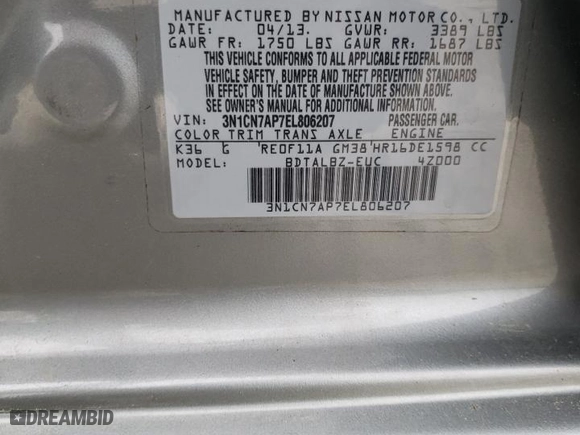 MANUFACTURED BY NISSAN MOTOR CO., LTD.
DATE: 04/13. GVWR: 3389 LBS
GAWR FR: 1750 LBS GAWR RR: 1687 LBS
THIS VEHICLE CONFORMS TO ALL APPLICABLE FEDERAL MOTOR
VEHICLE SAFETY, BUMPER AND THEFT PREVENTION STANDARDS
IN EFFECT ON THE DATE OF MANUFACTURE SHOWN ABOVE.
SEE OWNER'S MANUAL FOR ADDITIONAL INFORMATION.
VIN: 3N1CN7AP7EL806207 PASSENGER CAR.
COLOR TRIM TRANS AXLE ENGINE
K36 G RE0F11A GM38 HR16DE1598 CC
MODEL: BDTALBZ-EUC 4Z000
3N1CN7AP7EL806207
DREAMBID